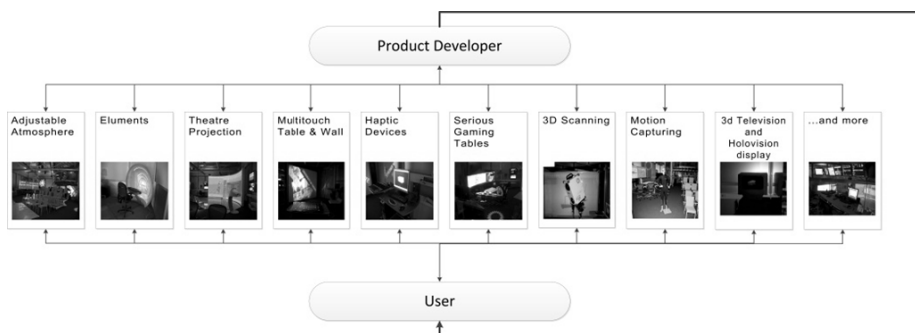 Product Developer
Adjustable
Atmosphere
Eluments
Theatre
Projection
Multitouch
Table & Wall
Haptic
Devices
Serious
Gaming
Tables
3D Scanning
Motion
Capturing
3d Television
and
Holovision
display
...and more
User